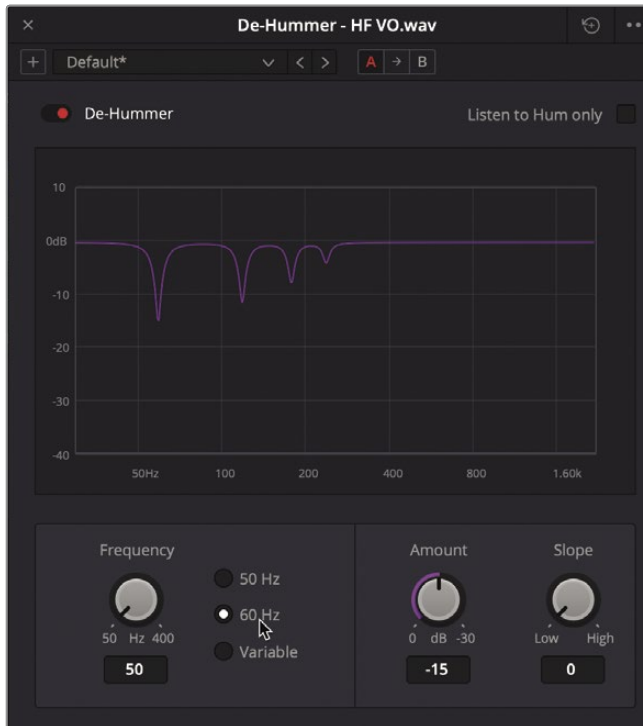 De-Hummer - HF VO.wav
Default*
A B
De-Hummer
Listen to Hum only
10
0dB
-10
-20
-30
-40
50Hz 100 200 400 800 1.60k
Frequency
50 Hz 400
50
50 Hz
60 Hz
Variable
Amount
0 dB -30
-15
Slope
Low High
0